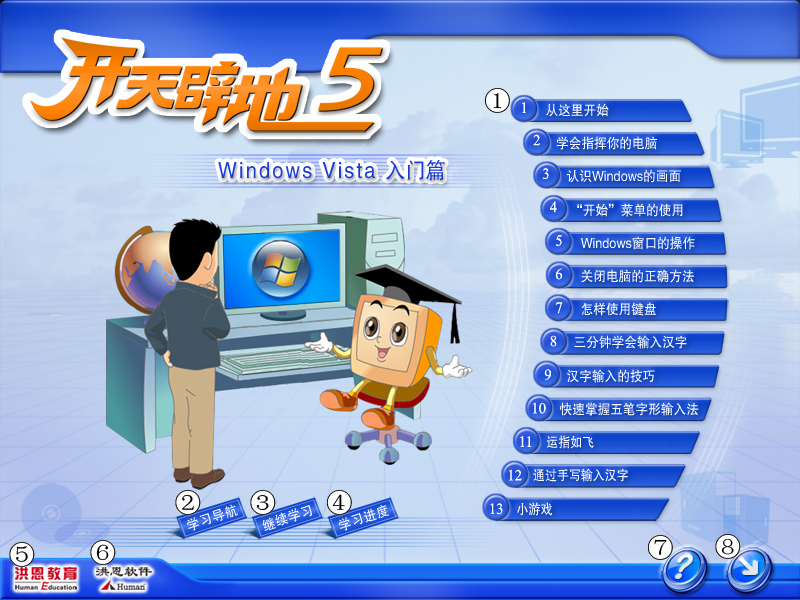 开天辟地5
Windows Vista 入门篇
①
1 从这里开始
2 学会指挥你的电脑
3 认识Windows的画面
4 “开始”菜单的使用
5 Windows窗口的操作
6 关闭电脑的正确方法
7 怎样使用键盘
8 三分钟学会输入汉字
9 汉字输入的技巧
10 快速掌握五笔字形输入法
11 运指如飞
12 通过手写输入汉字
13 小游戏
② 学习导航
③ 继续学习
④ 学习进度
⑤ 洪恩教育
Human Education
⑥ 洪恩软件
Human
⑦ ?
⑧